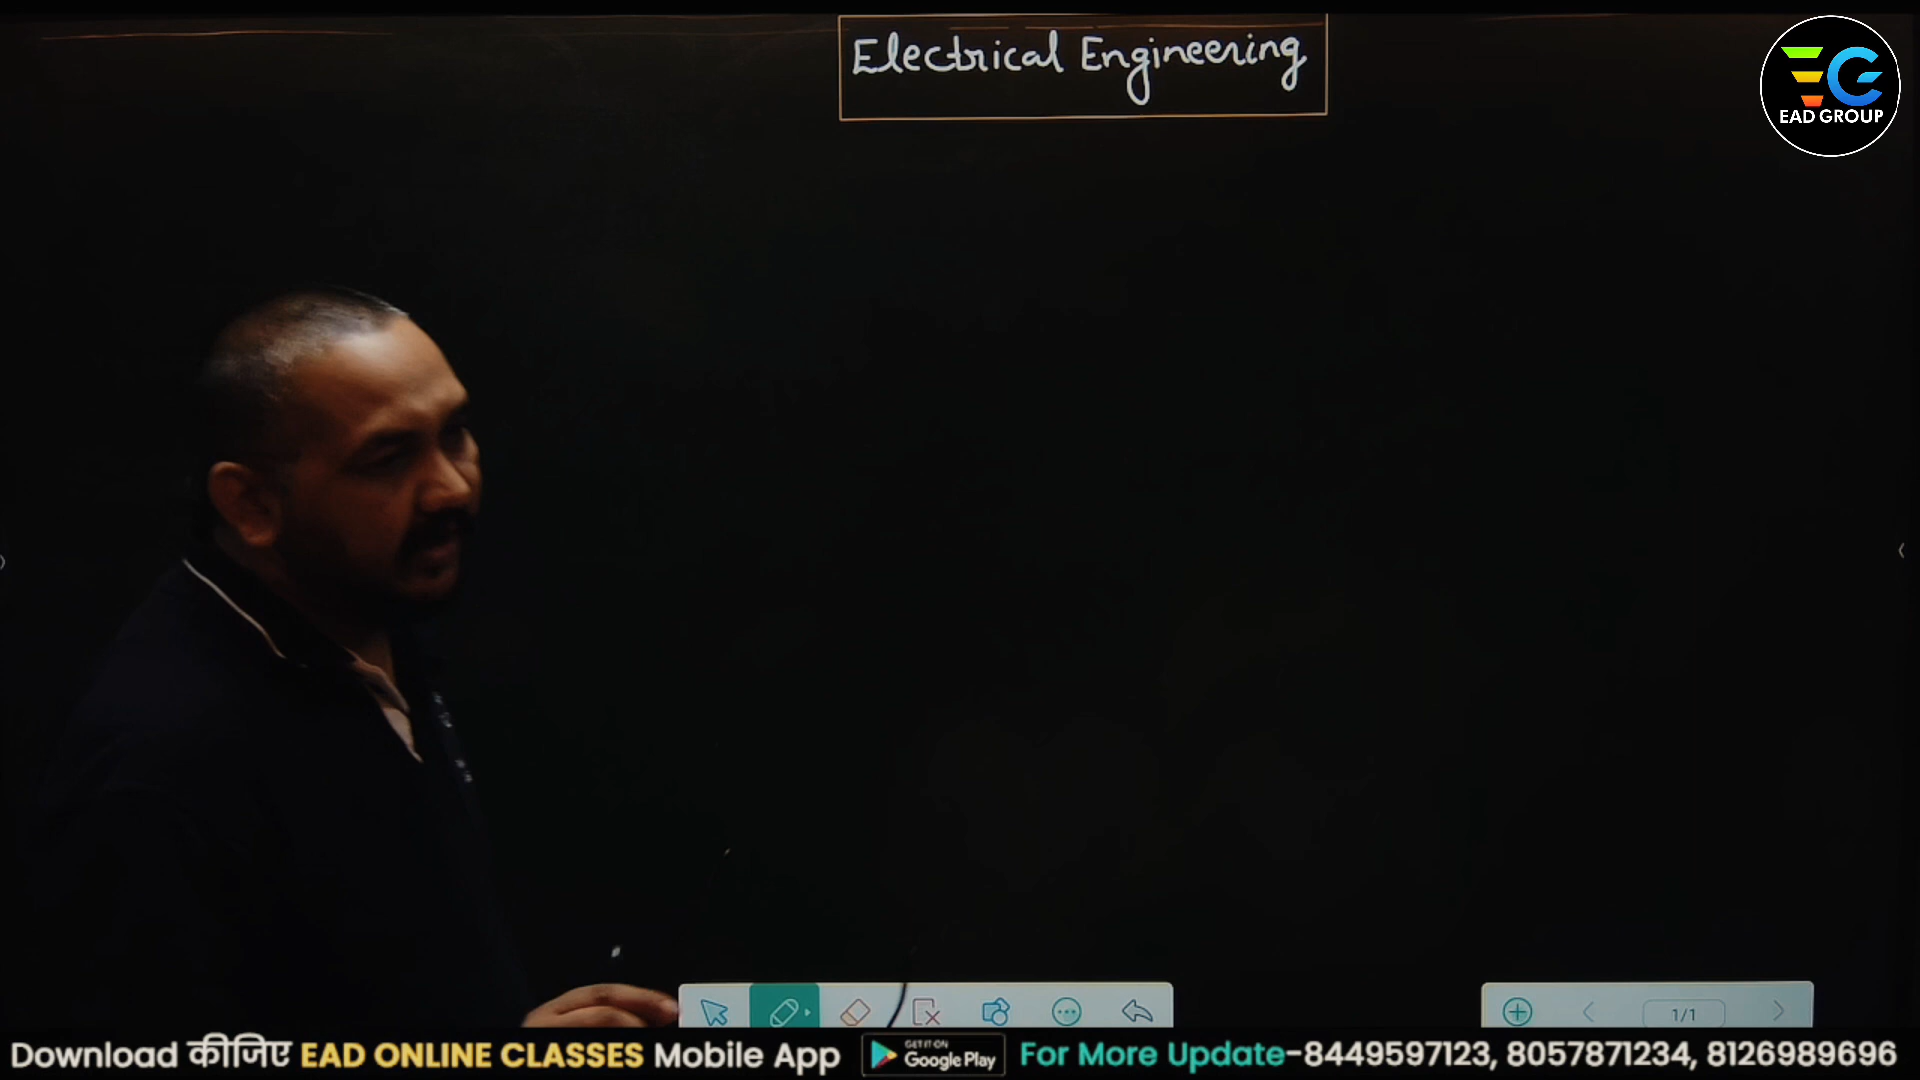 Electrical Engineering
EAD GROUP
1/1
Download कीजिए EAD ONLINE CLASSES Mobile App GET IT ON Google Play For More Update-8449597123, 8057871234, 8126989696